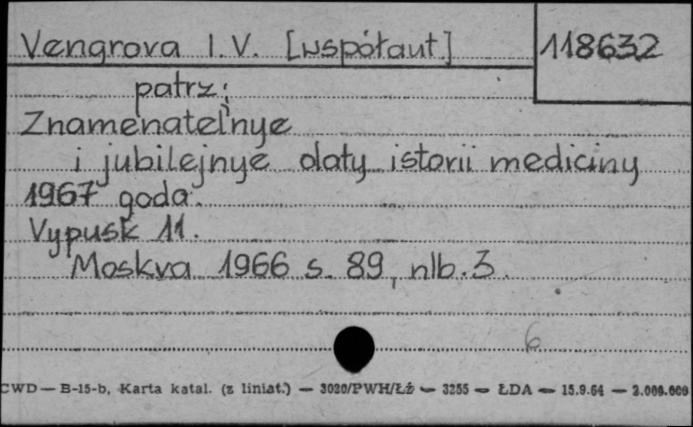 Vengrova I.V. [współaut.] 118632
patrz:
Znamenatel'nye
i jubilejnye daty istorii mediciny
1967 goda.
Vypusk 11.
Moskva 1966 s. 89, nlb. 3.
6
CWD — B-15-b, Karta katal. (z liniat.) — 3020/PWH/Łź — 3255 — ŁDA — 15.9.64 — 2.000.000